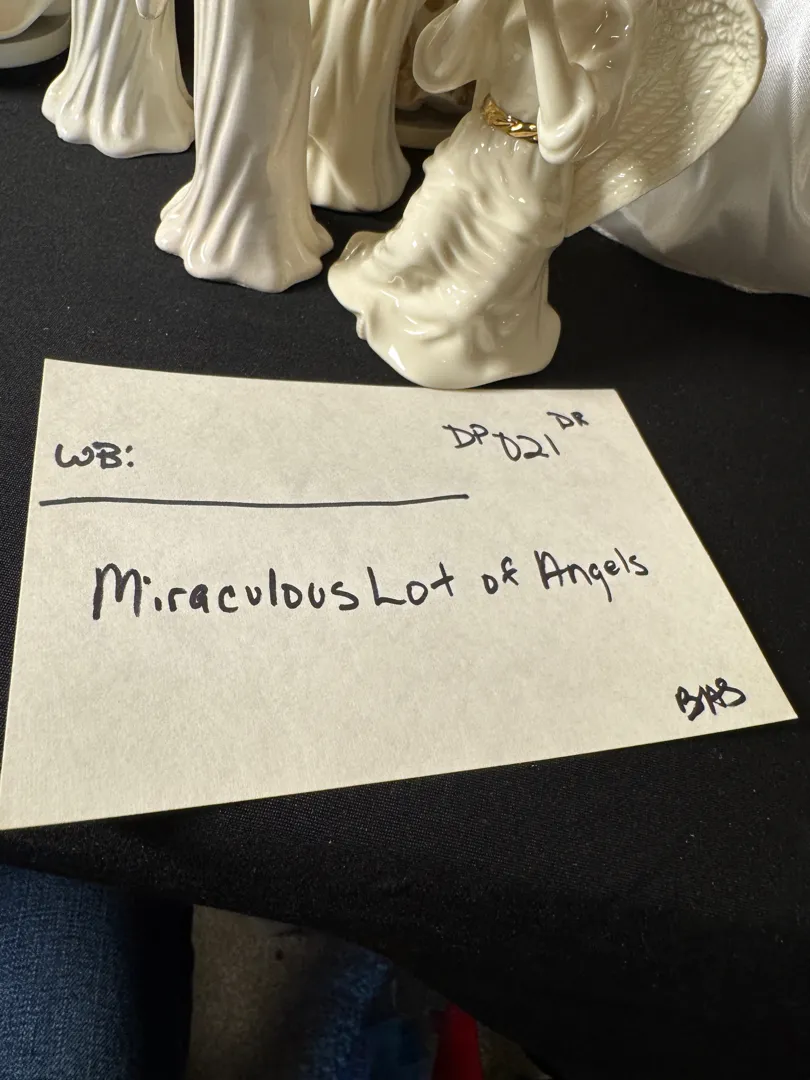 WB: DP D21 DR
Miraculous Lot of Angels
BAB